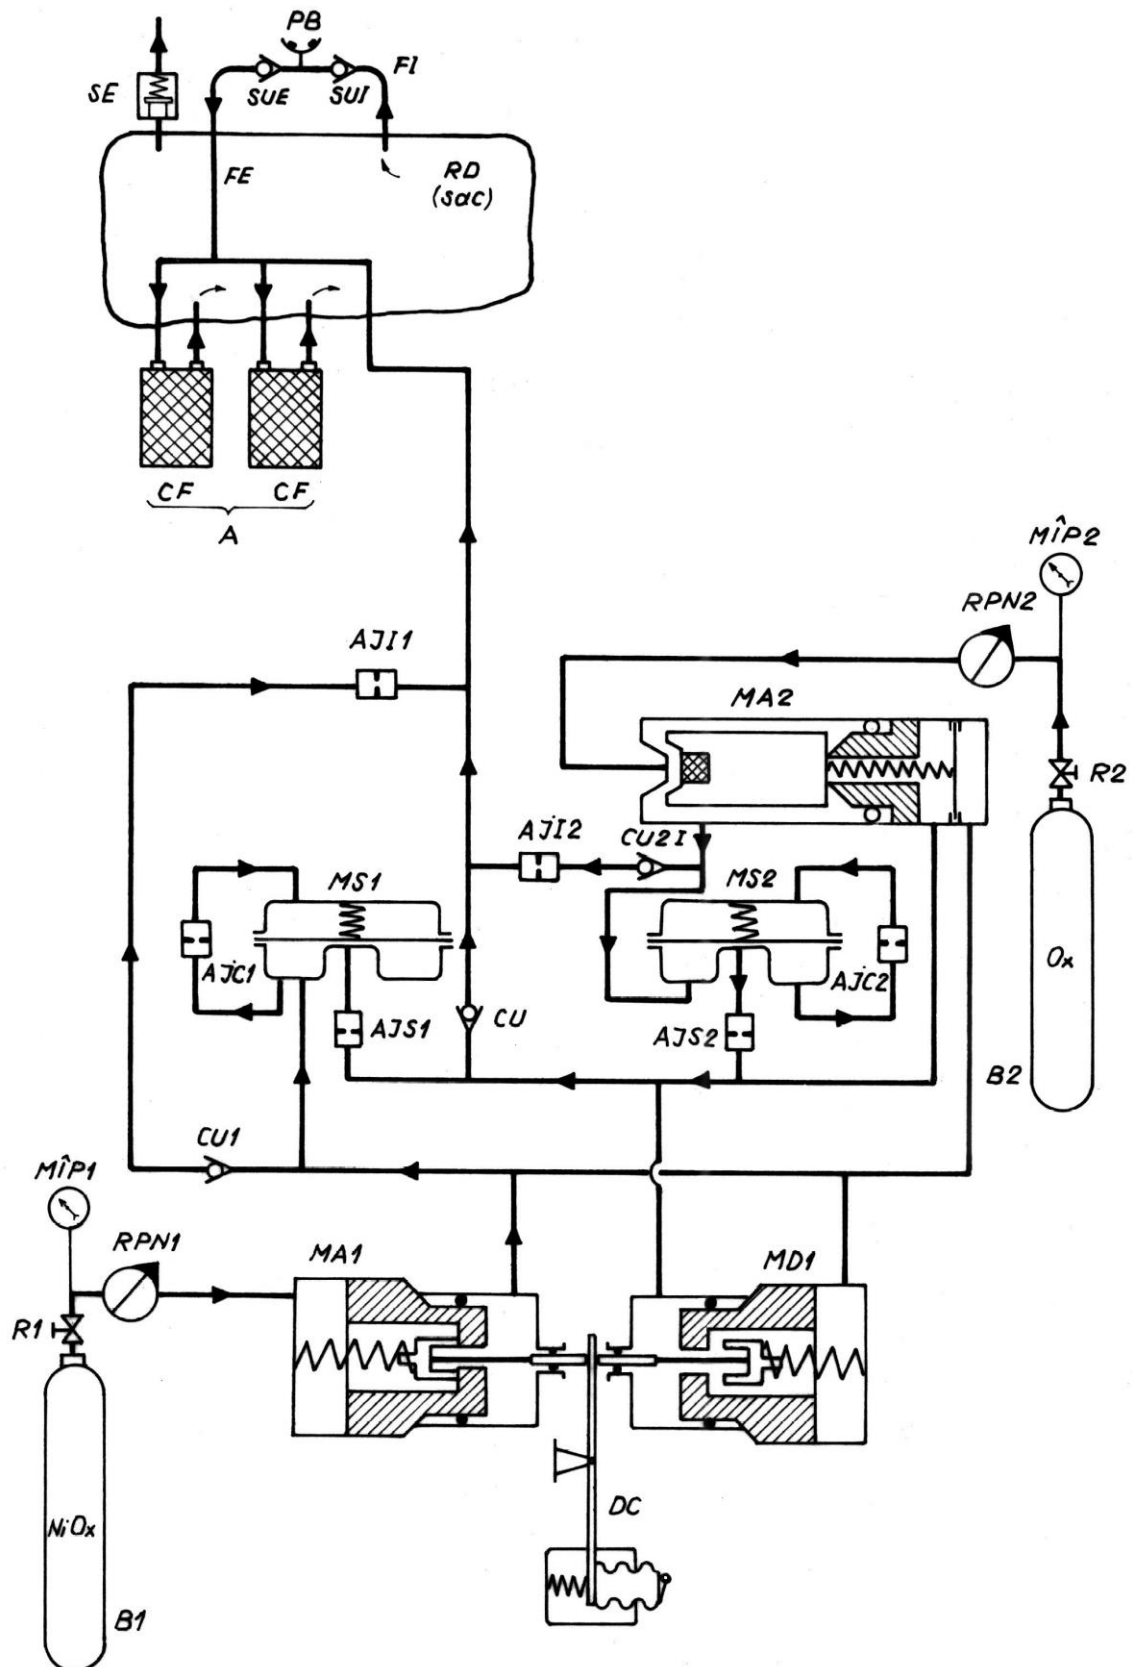 PB
SE
SUE
SUI
FI
FE
RD
(sac)
CF
CF
A
MÎP2
RPN2
AJI1
MA2
R2
AJI2
CU2I
MS1
MS2
AJC1
AJC2
Ox
AJS1
CU
AJS2
B2
CU1
MÎP1
RPN1
MA1
MD1
R1
DC
NiOx
B1